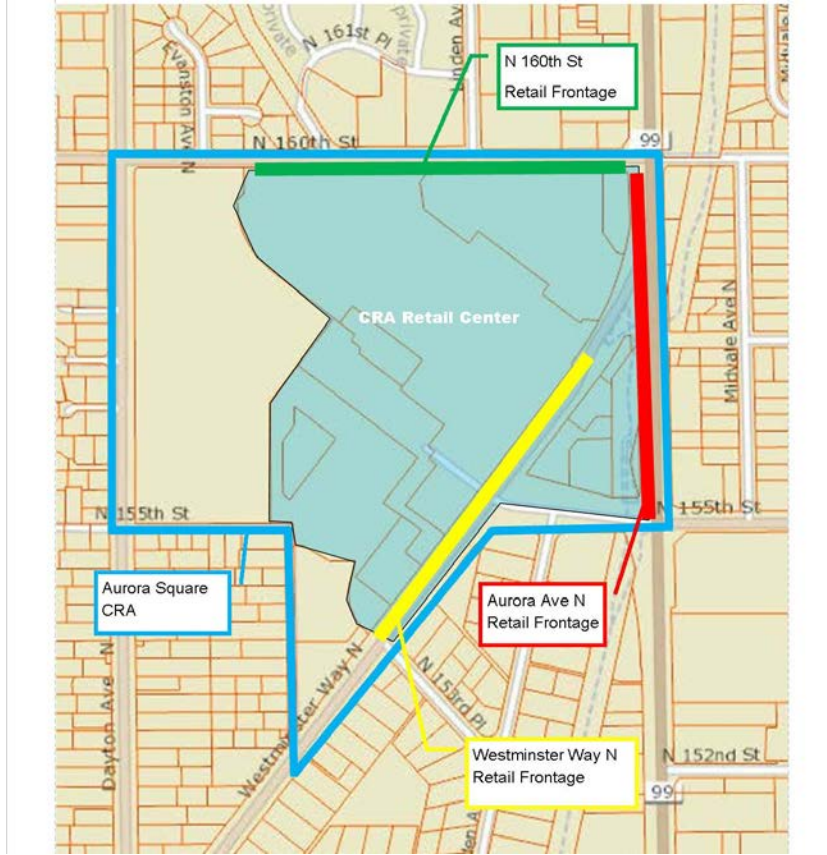 private
N 161st Pl
private
Linden Av
Evanston Ave N
N 160th St
Retail Frontage
N 160th St
99
CRA Retail Center
Midvale Ave N
N 155th St
N 155th St
Aurora Square
CRA
Aurora Ave N
Retail Frontage
Dayton Ave N
Westminster Way N
N 153rd Pl
Westminster Way N
Retail Frontage
N 152nd St
99